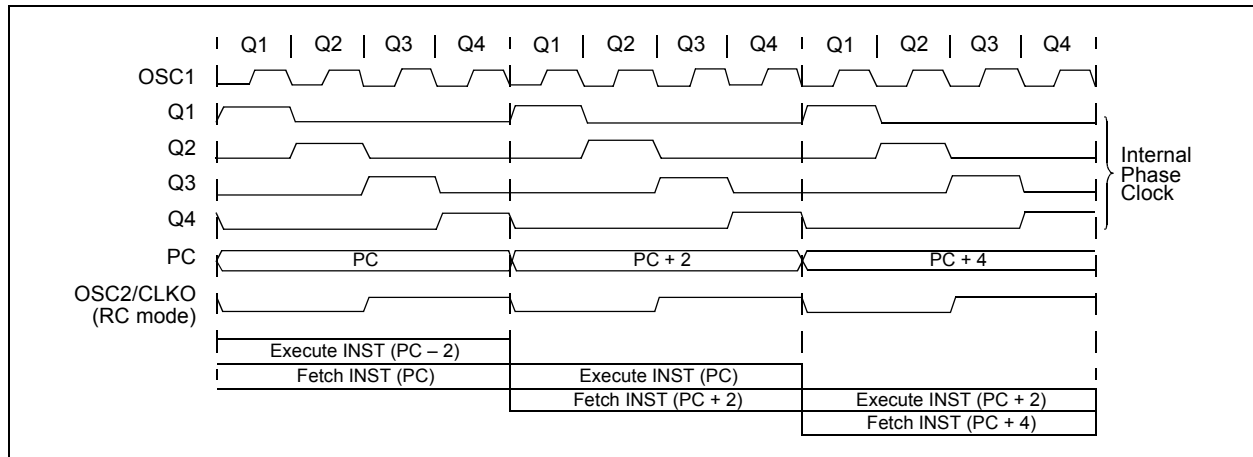 Q1 | Q2 | Q3 | Q4 | Q1 | Q2 | Q3 | Q4 | Q1 | Q2 | Q3 | Q4
OSC1
Q1
Q2
Q3
Q4
Internal
Phase
Clock
PC PC PC + 2 PC + 4
OSC2/CLKO
(RC mode)
Execute INST (PC – 2)
Fetch INST (PC) Execute INST (PC)
Fetch INST (PC + 2) Execute INST (PC + 2)
Fetch INST (PC + 4)